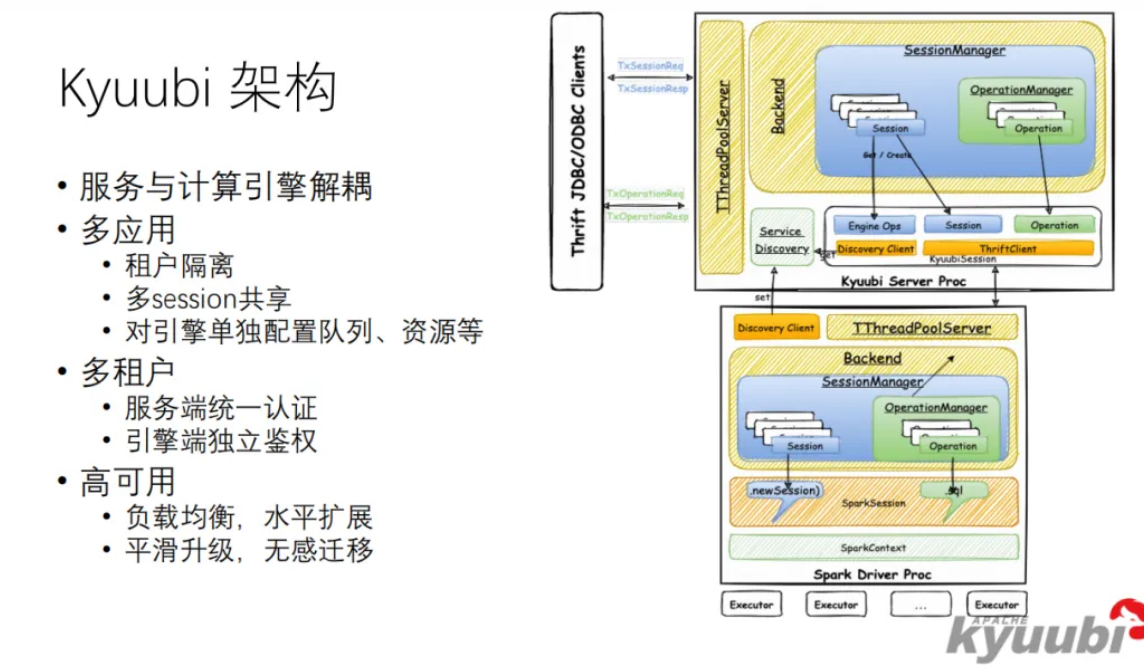 Kyuubi 架构
• 服务与计算引擎解耦
• 多应用
• 租户隔离
• 多session共享
• 对引擎单独配置队列、资源等
• 多租户
• 服务端统一认证
• 引擎端独立鉴权
• 高可用
• 负载均衡，水平扩展
• 平滑升级，无感迁移
Thrift JDBC/ODBC Clients
TxSessionReq
TxSessionResp
TxOperationReq
TxOperationResp
TThreadPoolServer
Backend
SessionManager
OperationManager
Session
Operation
Get / Create
Service
Discovery
Engine Ops
Session
Operation
Get
Discovery Client
ThriftClient
KyuubiSession
Kyuubi Server Proc
set
Discovery Client
TThreadPoolServer
Backend
SessionManager
OperationManager
Session
Operation
.newSession)
.sql
SparkSession
SparkContext
Spark Driver Proc
Executor
Executor
...
Executor
APACHE
kyuubi